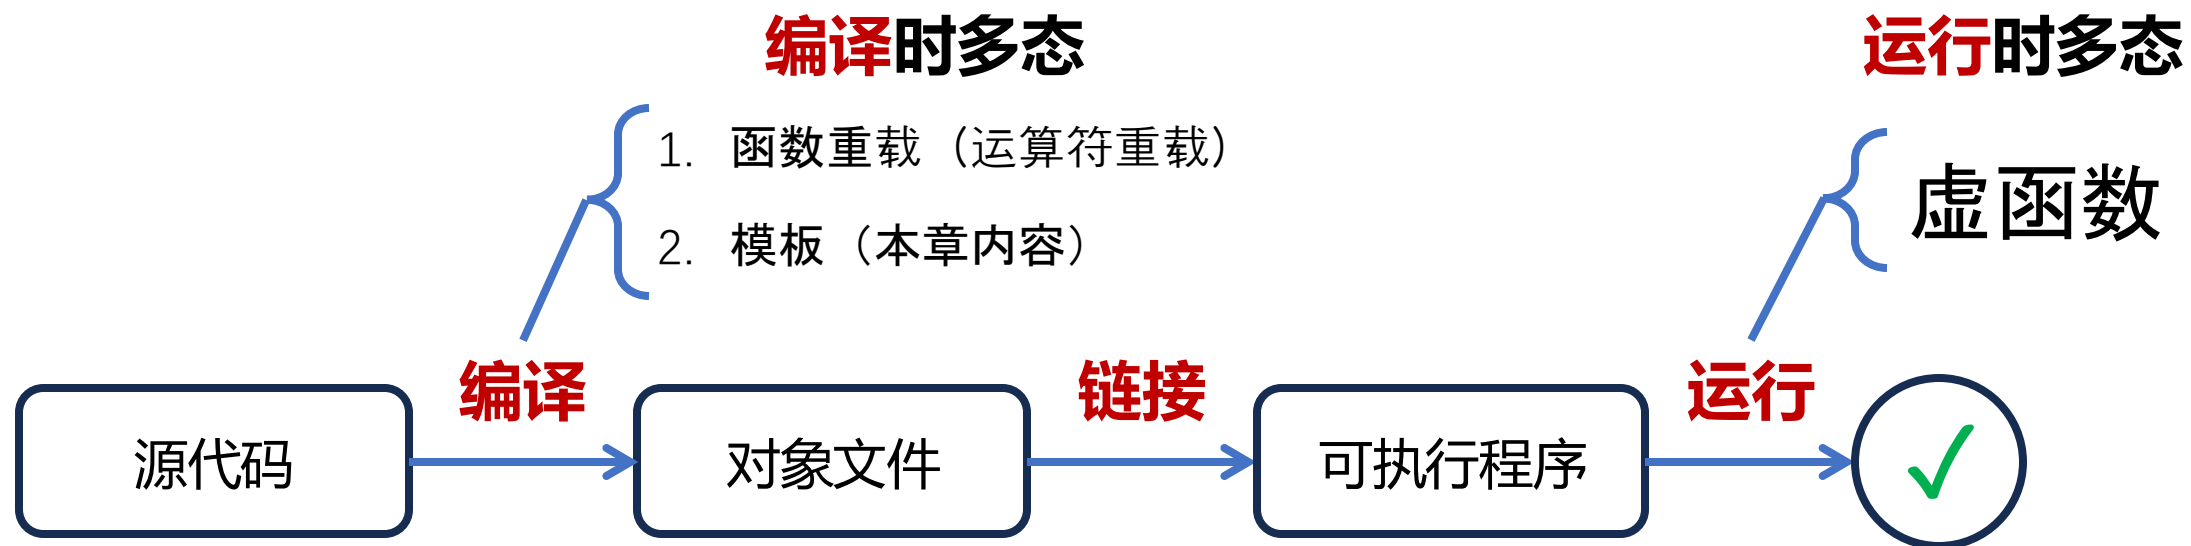 编译时多态
运行时多态
1. 函数重载（运算符重载）
2. 模板（本章内容）
虚函数
编译
链接
运行
源代码
对象文件
可执行程序